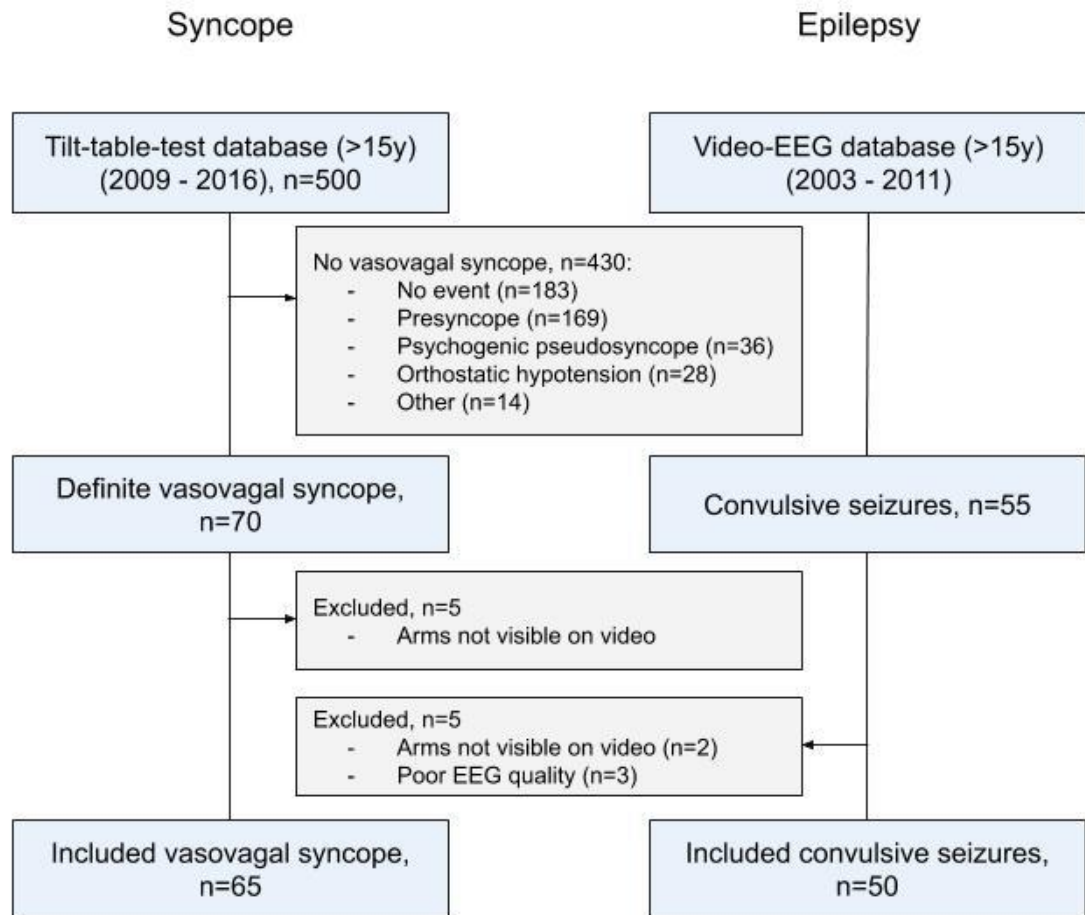 Syncope
Epilepsy
Tilt-table-test database (>15y)
(2009 - 2016), n=500
Video-EEG database (>15y)
(2003 - 2011)
No vasovagal syncope, n=430:
- No event (n=183)
- Presyncope (n=169)
- Psychogenic pseudosyncope (n=36)
- Orthostatic hypotension (n=28)
- Other (n=14)
Definite vasovagal syncope,
n=70
Convulsive seizures, n=55
Excluded, n=5
- Arms not visible on video
Excluded, n=5
- Arms not visible on video (n=2)
- Poor EEG quality (n=3)
Included vasovagal syncope,
n=65
Included convulsive seizures,
n=50